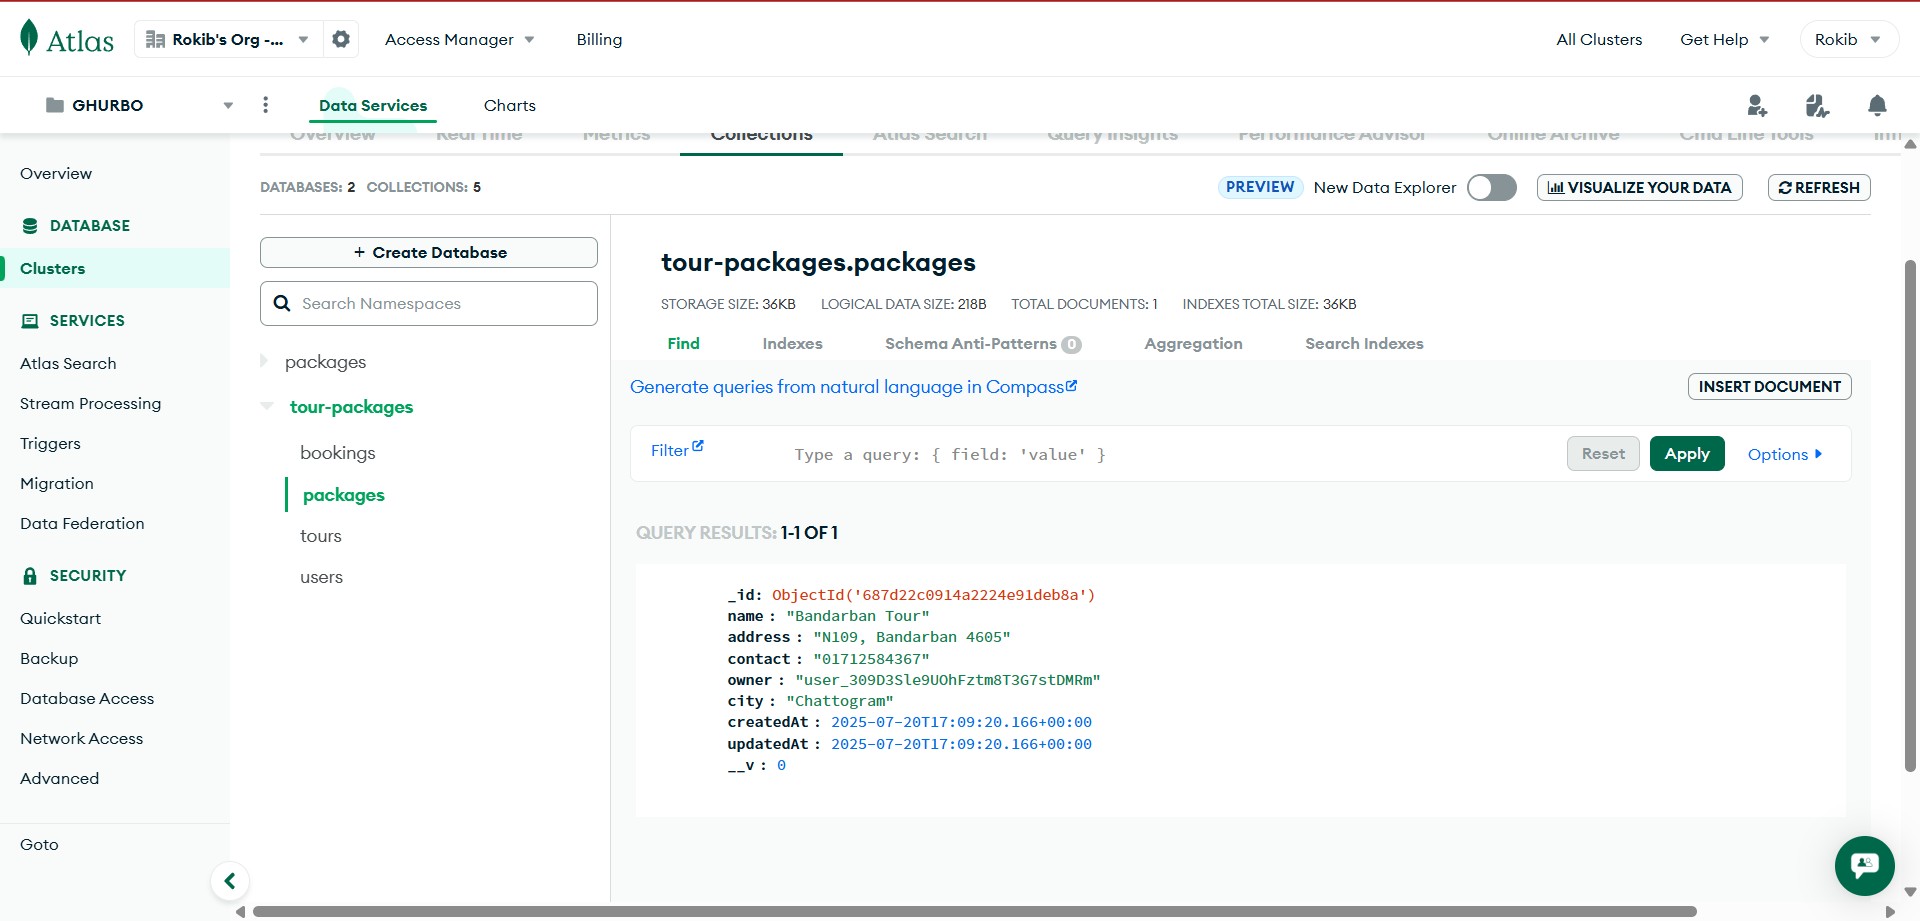 Atlas
Rokib's Org -...
Access Manager
Billing
All Clusters
Get Help
Rokib
GHURBO
Data Services
Charts
Overview
Real Time
Metrics
Collections
Atlas Search
Query Insights
Performance Advisor
Online Archive
Cmd Line Tools
Overview
DATABASE
Clusters
SERVICES
Atlas Search
Stream Processing
Triggers
Migration
Data Federation
SECURITY
Quickstart
Backup
Database Access
Network Access
Advanced
Goto
DATABASES: 2 COLLECTIONS: 5
PREVIEW New Data Explorer
VISUALIZE YOUR DATA
REFRESH
+ Create Database
Search Namespaces
packages
tour-packages
bookings
packages
tours
users
tour-packages.packages
STORAGE SIZE: 36KB LOGICAL DATA SIZE: 218B TOTAL DOCUMENTS: 1 INDEXES TOTAL SIZE: 36KB
Find
Indexes
Schema Anti-Patterns 0
Aggregation
Search Indexes
Generate queries from natural language in Compass
INSERT DOCUMENT
Filter
Type a query: { field: 'value' }
Reset
Apply
Options
QUERY RESULTS: 1-1 OF 1
_id: ObjectId('687d22c0914a2224e91deb8a')
name : "Bandarban Tour"
address : "N109, Bandarban 4605"
contact : "01712584367"
owner : "user_309D3Sle9UOhFztm8T3G7stDMRm"
city : "Chattogram"
createdAt : 2025-07-20T17:09:20.166+00:00
updatedAt : 2025-07-20T17:09:20.166+00:00
__v : 0